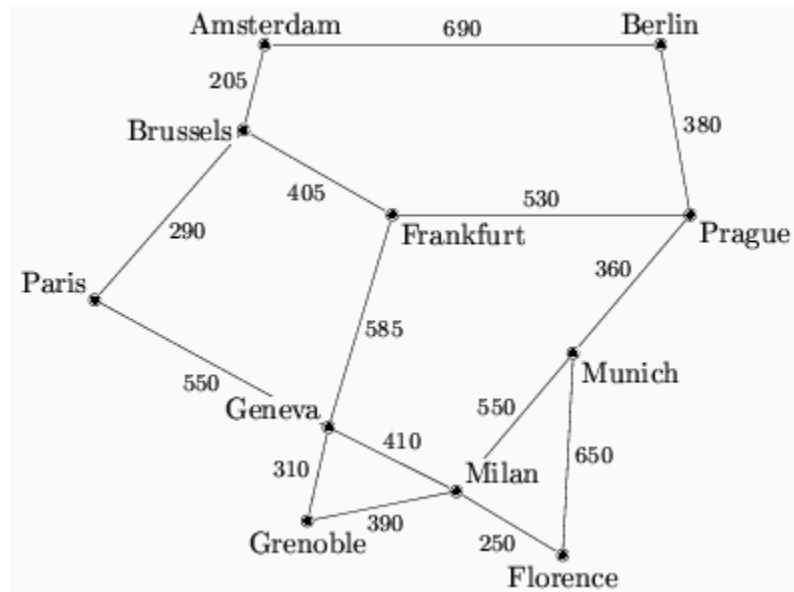 Amsterdam
690
Berlin
205
Brussels
380
405
530
290
Frankfurt
Prague
360
Paris
585
Munich
550
Geneva
550
410
650
310
Milan
390
Grenoble
250
Florence